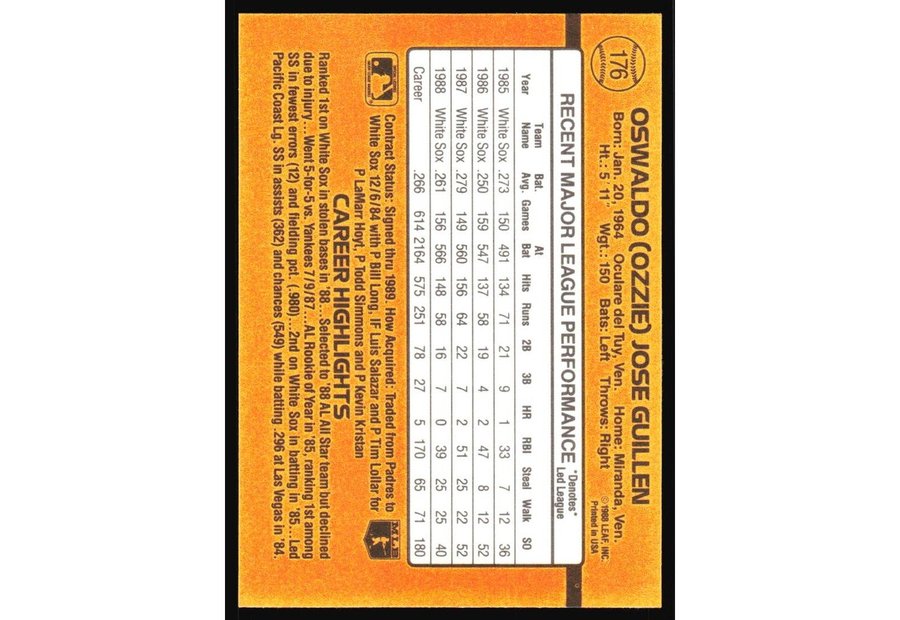 176
OSWALDO (OZZIE) JOSE GUILLEN
Born: Jan. 20, 1964 Oculare del Tuy, Ven. Home: Miranda, Ven.
Ht.: 5' 11" Wgt.: 150 Bats: Left Throws: Right
©1988 LEAF, INC.
Printed in USA
RECENT MAJOR LEAGUE PERFORMANCE *Denotes* Led League
Year Team Name Bat. Avg. Games At Bat Hits Runs 2B 3B HR RBI Steal Walk SO
1985 White Sox .273 150 491 134 71 21 9 1 33 7 12 36
1986 White Sox .250 159 547 137 58 19 4 2 47 8 12 52
1987 White Sox .279 149 560 156 64 22 7 2 51 25 22 52
1988 White Sox .261 156 566 148 58 16 7 0 39 25 25 40
Career .266 614 2164 575 251 78 27 5 170 65 71 180
Contract Status: Signed thru 1989. How Acquired: Traded from Padres to
White Sox 12/6/84 with P Bill Long, IF Luis Salazar and P Tim Lollar for
P LaMarr Hoyt, P Todd Simmons and P Kevin Kristan
CAREER HIGHLIGHTS
Ranked 1st on White Sox in stolen bases in '88...Selected to '88 AL All Star team but declined
due to injury...Went 5-for-5 vs. Yankees 7/9/87...AL Rookie of Year in '85, ranking 1st among
SS in fewest errors (12) and fielding pct. (.980)...2nd on White Sox in batting in '85...Led
Pacific Coast Lg. SS in assists (362) and chances (549) while batting .296 at Las Vegas in '84.